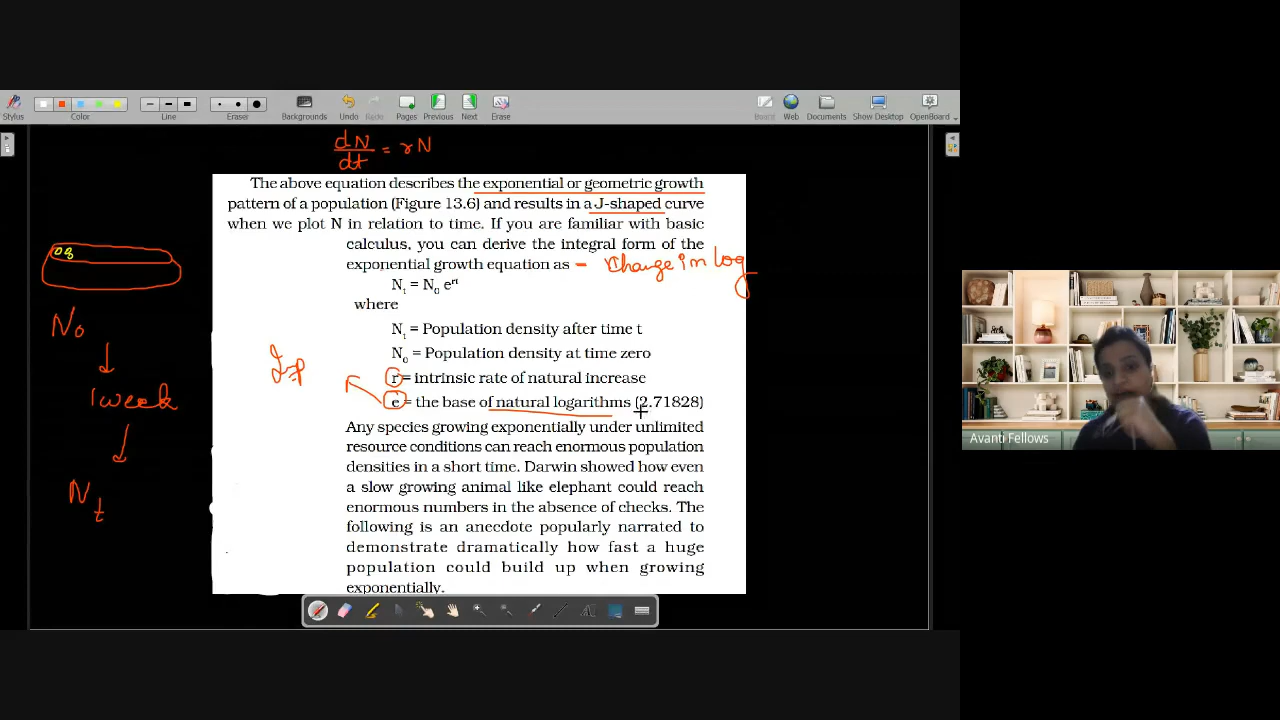 Stylus
Color
Line
Eraser
Backgrounds
Undo
Redo
Pages
Previous
Next
Erase
Board
Web
Documents
Show Desktop
OpenBoard
dN/dt = rN
The above equation describes the exponential or geometric growth
pattern of a population (Figure 13.6) and results in a J-shaped curve
when we plot N in relation to time. If you are familiar with basic
calculus, you can derive the integral form of the
exponential growth equation as - Change in log
Nt = N0 e^rt
where
Nt = Population density after time t
N0 = Population density at time zero
r = intrinsic rate of natural increase
e = the base of natural logarithms (2.71828)
Any species growing exponentially under unlimited
resource conditions can reach enormous population
densities in a short time. Darwin showed how even
a slow growing animal like elephant could reach
enormous numbers in the absence of checks. The
following is an anecdote popularly narrated to
demonstrate dramatically how fast a huge
population could build up when growing
exponentially.
N0
1 week
Nt
Imp
Avanti Fellows